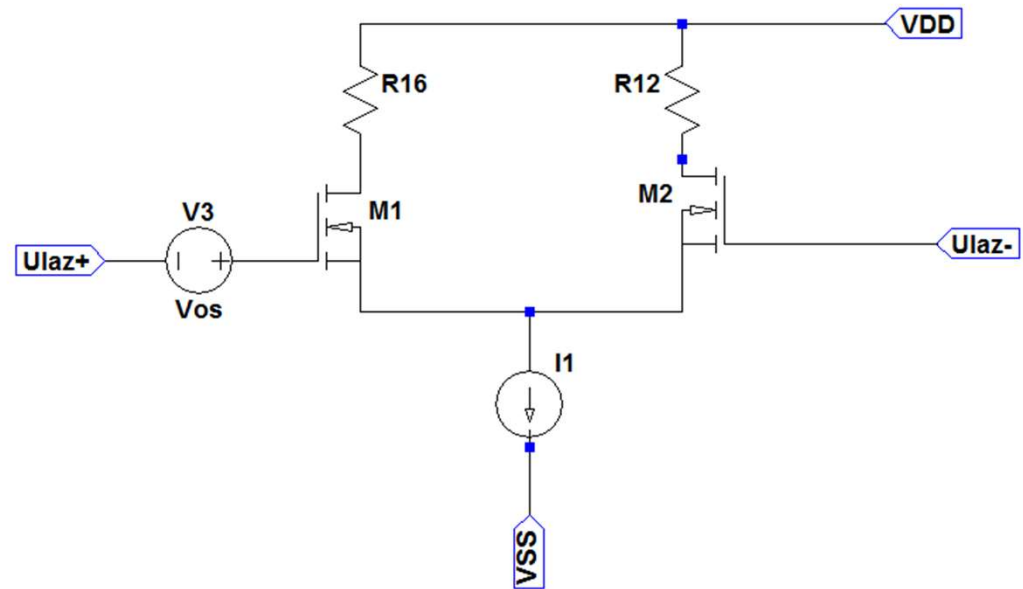 VDD
R16
R12
M1
M2
V3
Ulaz+
Ulaz-
Vos
I1
VSS